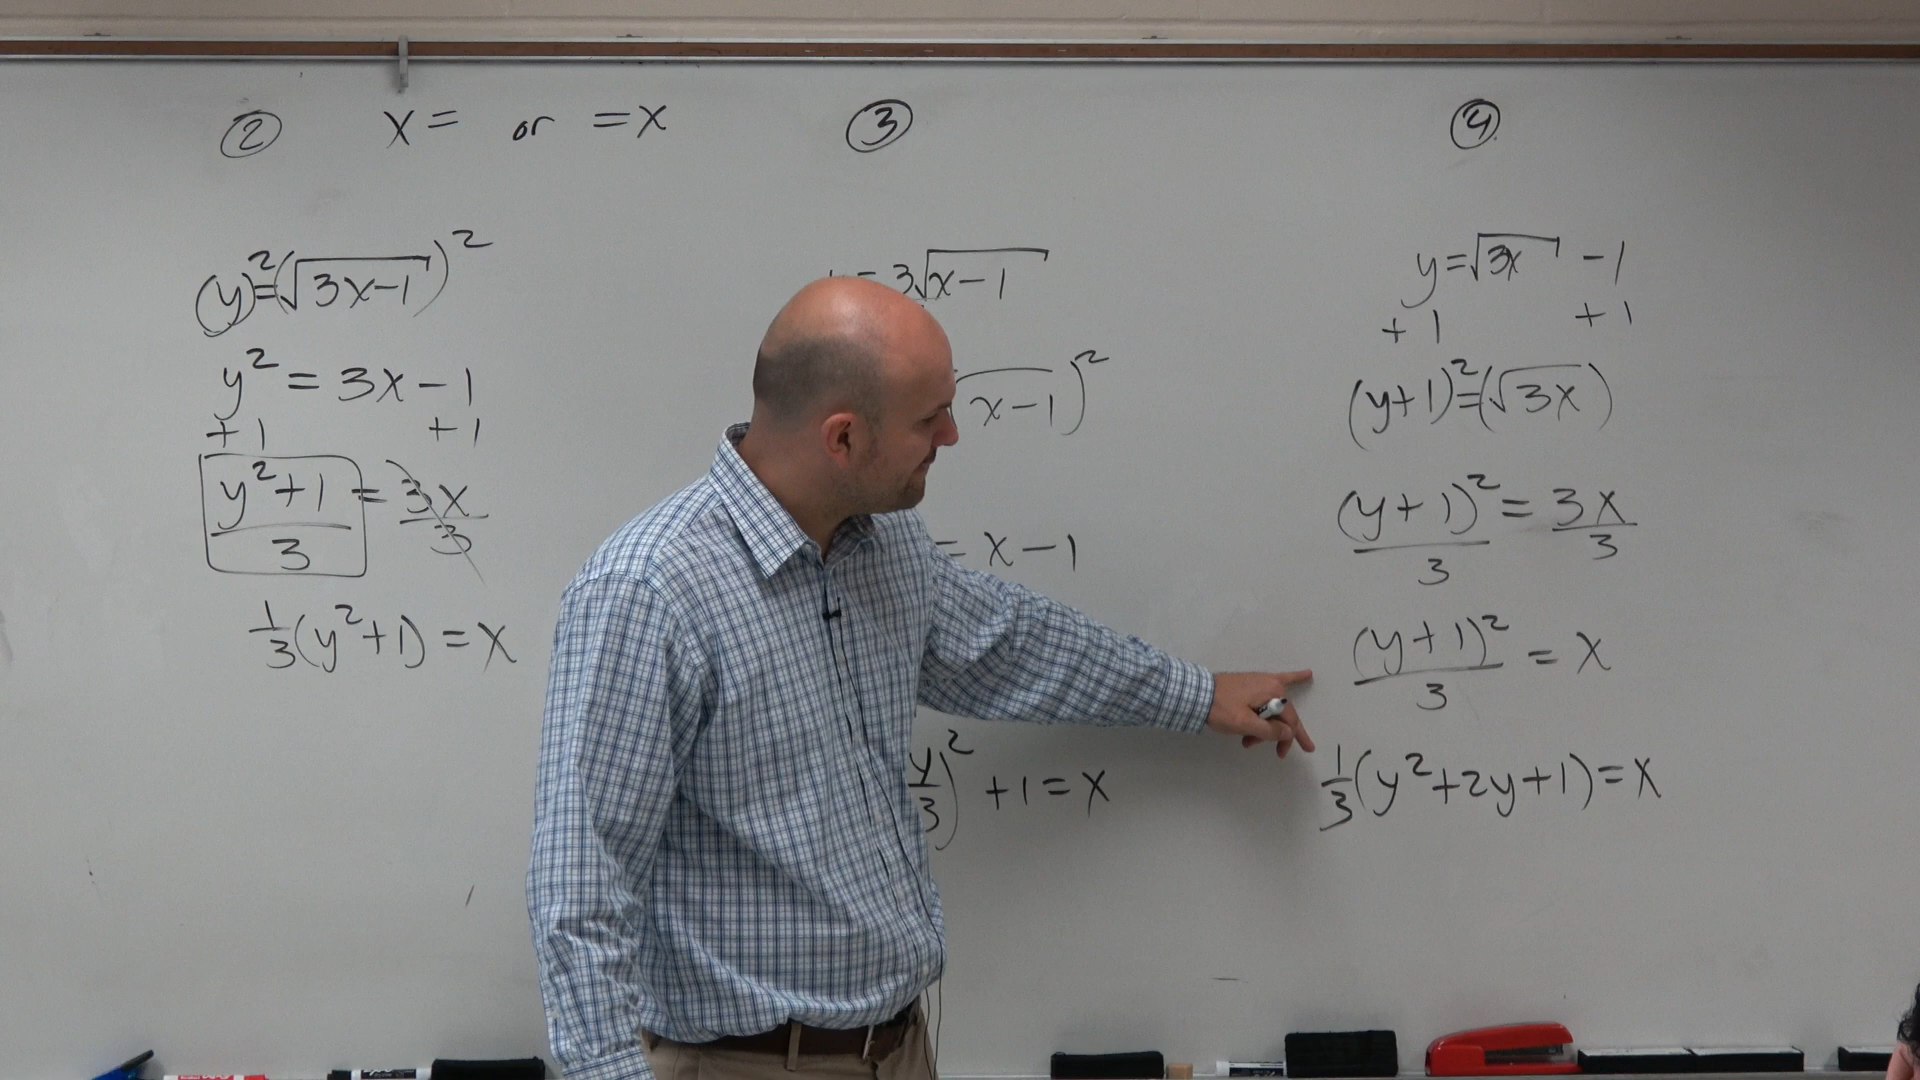 ② x = or = x
(y)²=(√3x-1)²
y² = 3x - 1
+1 +1
y²+1/3 = 3x/3
1/3(y²+1) = x
③
= 3√x-1
x-1)²
= x - 1
y/3)² + 1 = x
④
y=√3x - 1
+1 +1
(y+1)²=(√3x)
(y+1)²/3 = 3x/3
(y+1)²/3 = x
1/3(y²+2y+1)=x